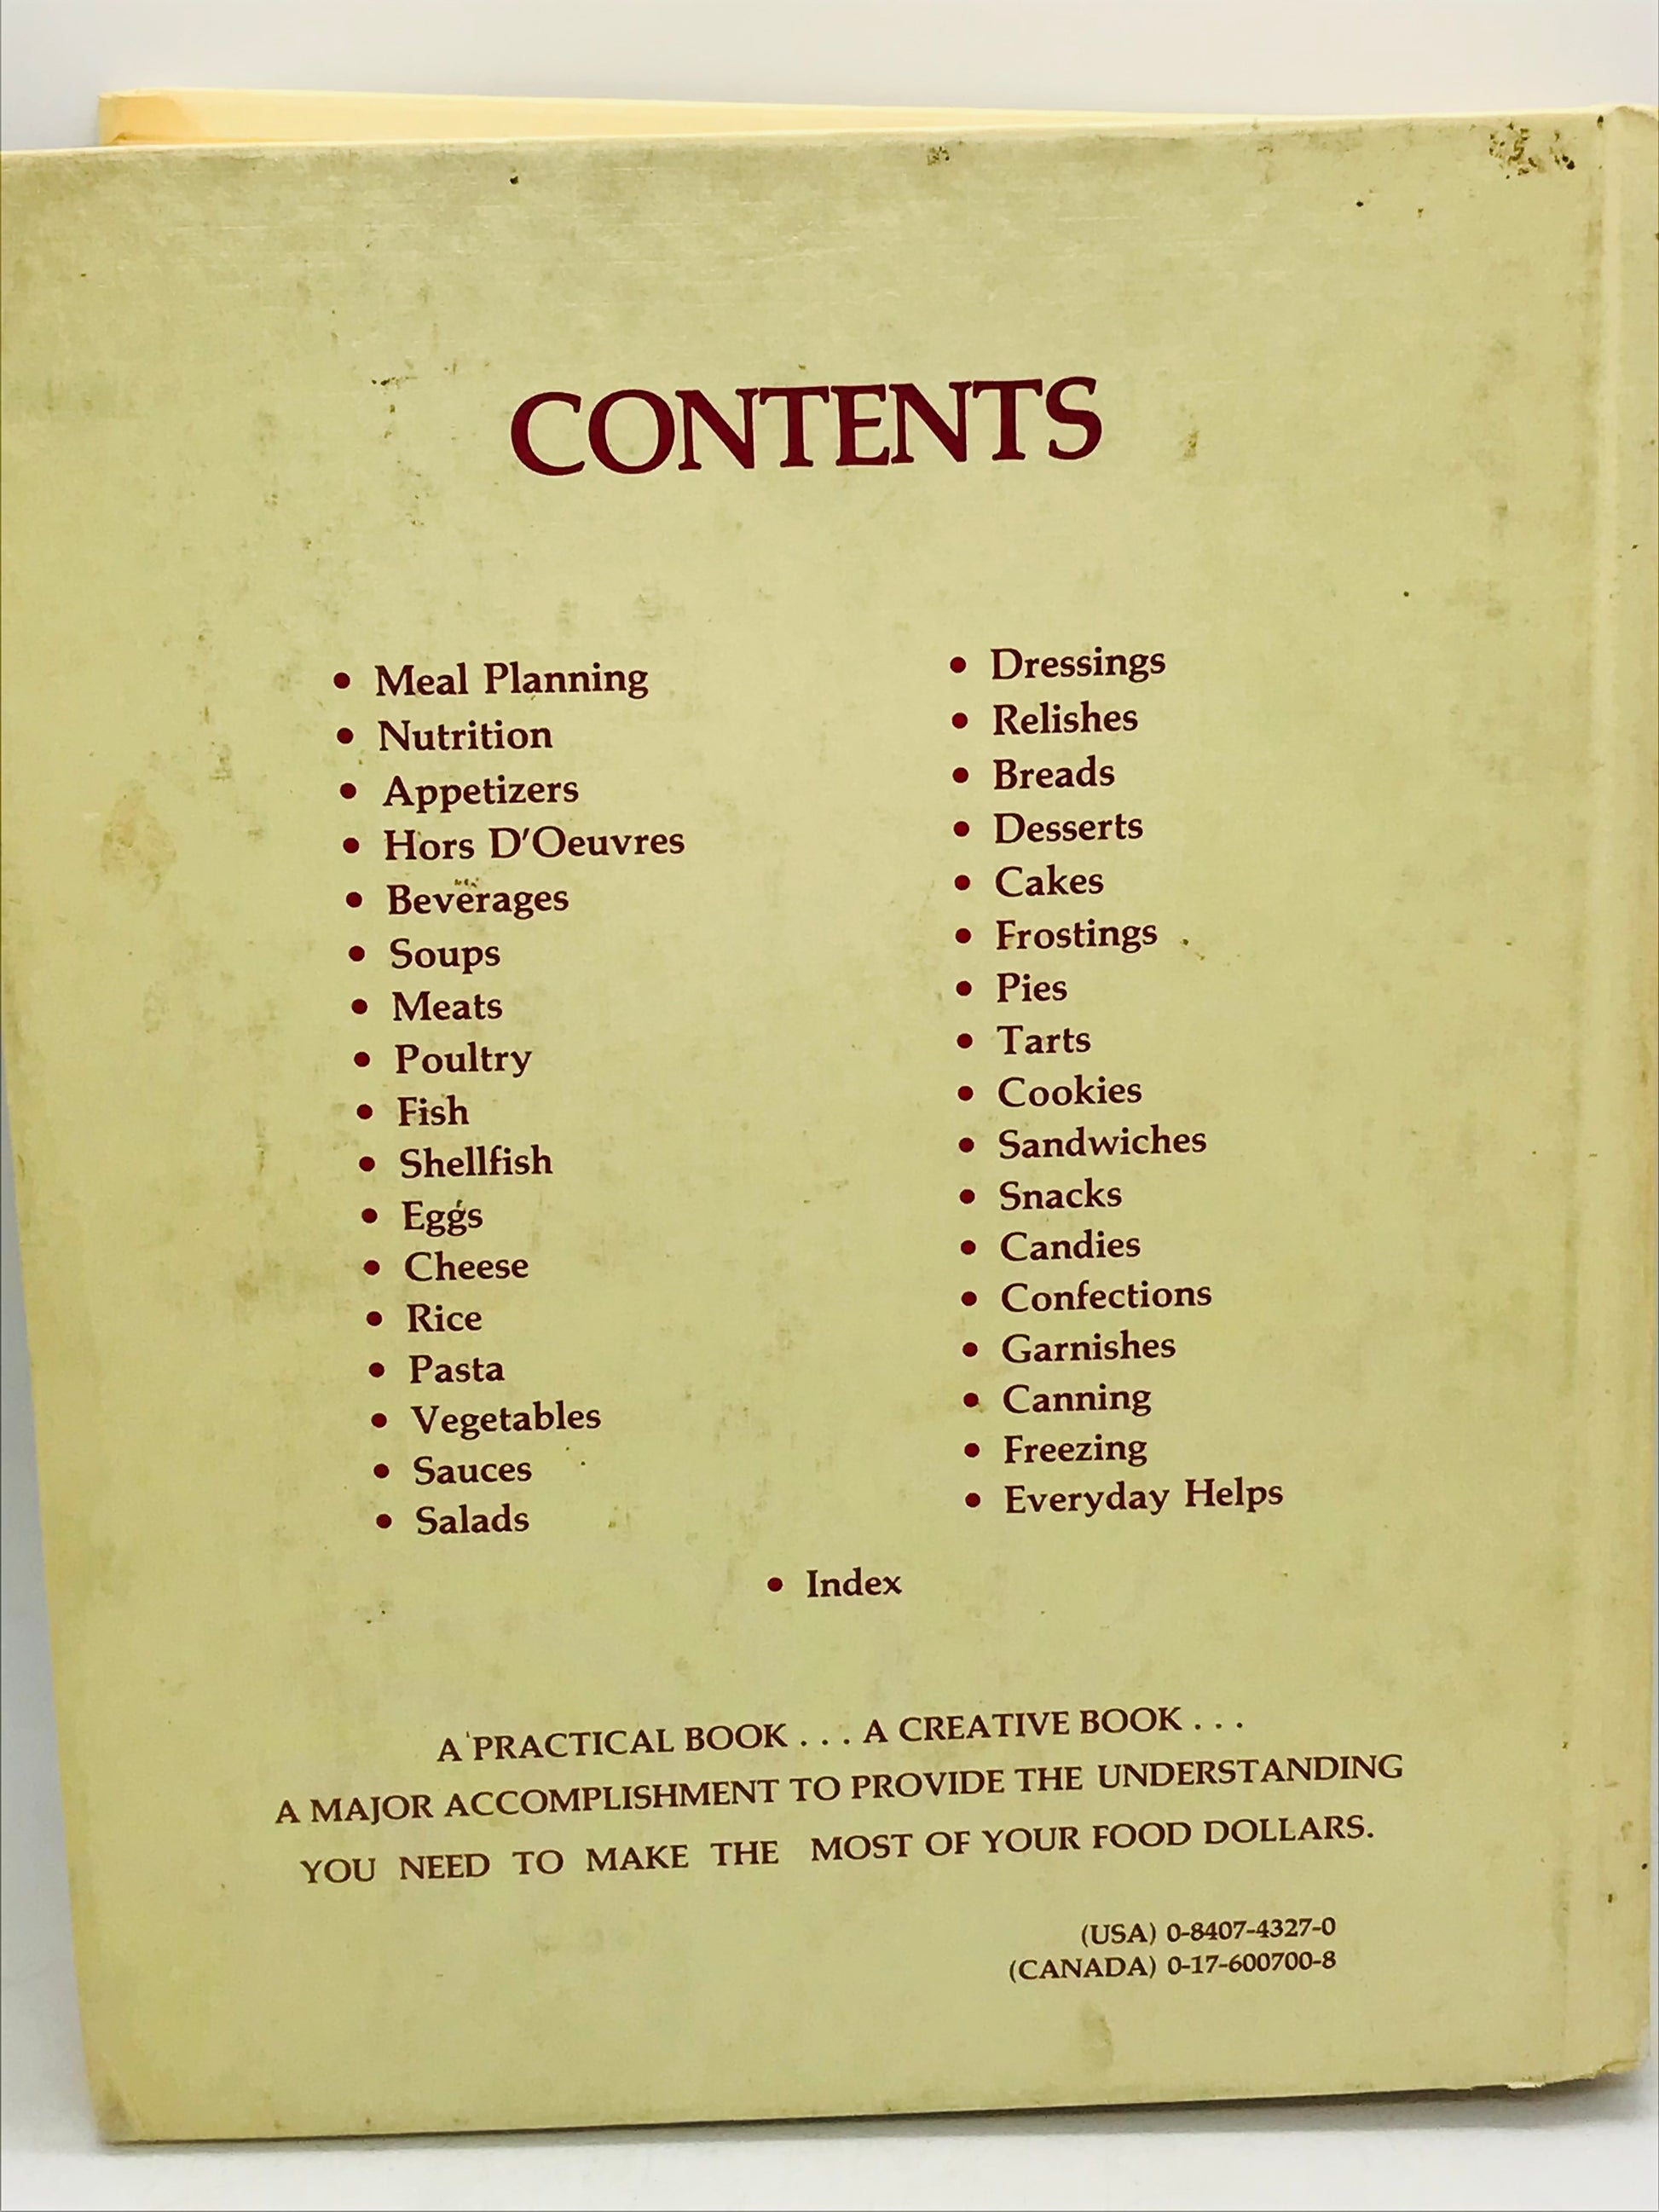 CONTENTS
• Meal Planning
• Nutrition
• Appetizers
• Hors D'Oeuvres
• Beverages
• Soups
• Meats
• Poultry
• Fish
• Shellfish
• Eggs
• Cheese
• Rice
• Pasta
• Vegetables
• Sauces
• Salads
• Dressings
• Relishes
• Breads
• Desserts
• Cakes
• Frostings
• Pies
• Tarts
• Cookies
• Sandwiches
• Snacks
• Candies
• Confections
• Garnishes
• Canning
• Freezing
• Everyday Helps
• Index
A PRACTICAL BOOK . . . A CREATIVE BOOK . . .
A MAJOR ACCOMPLISHMENT TO PROVIDE THE UNDERSTANDING
YOU NEED TO MAKE THE MOST OF YOUR FOOD DOLLARS.
(USA) 0-8407-4327-0
(CANADA) 0-17-600700-8